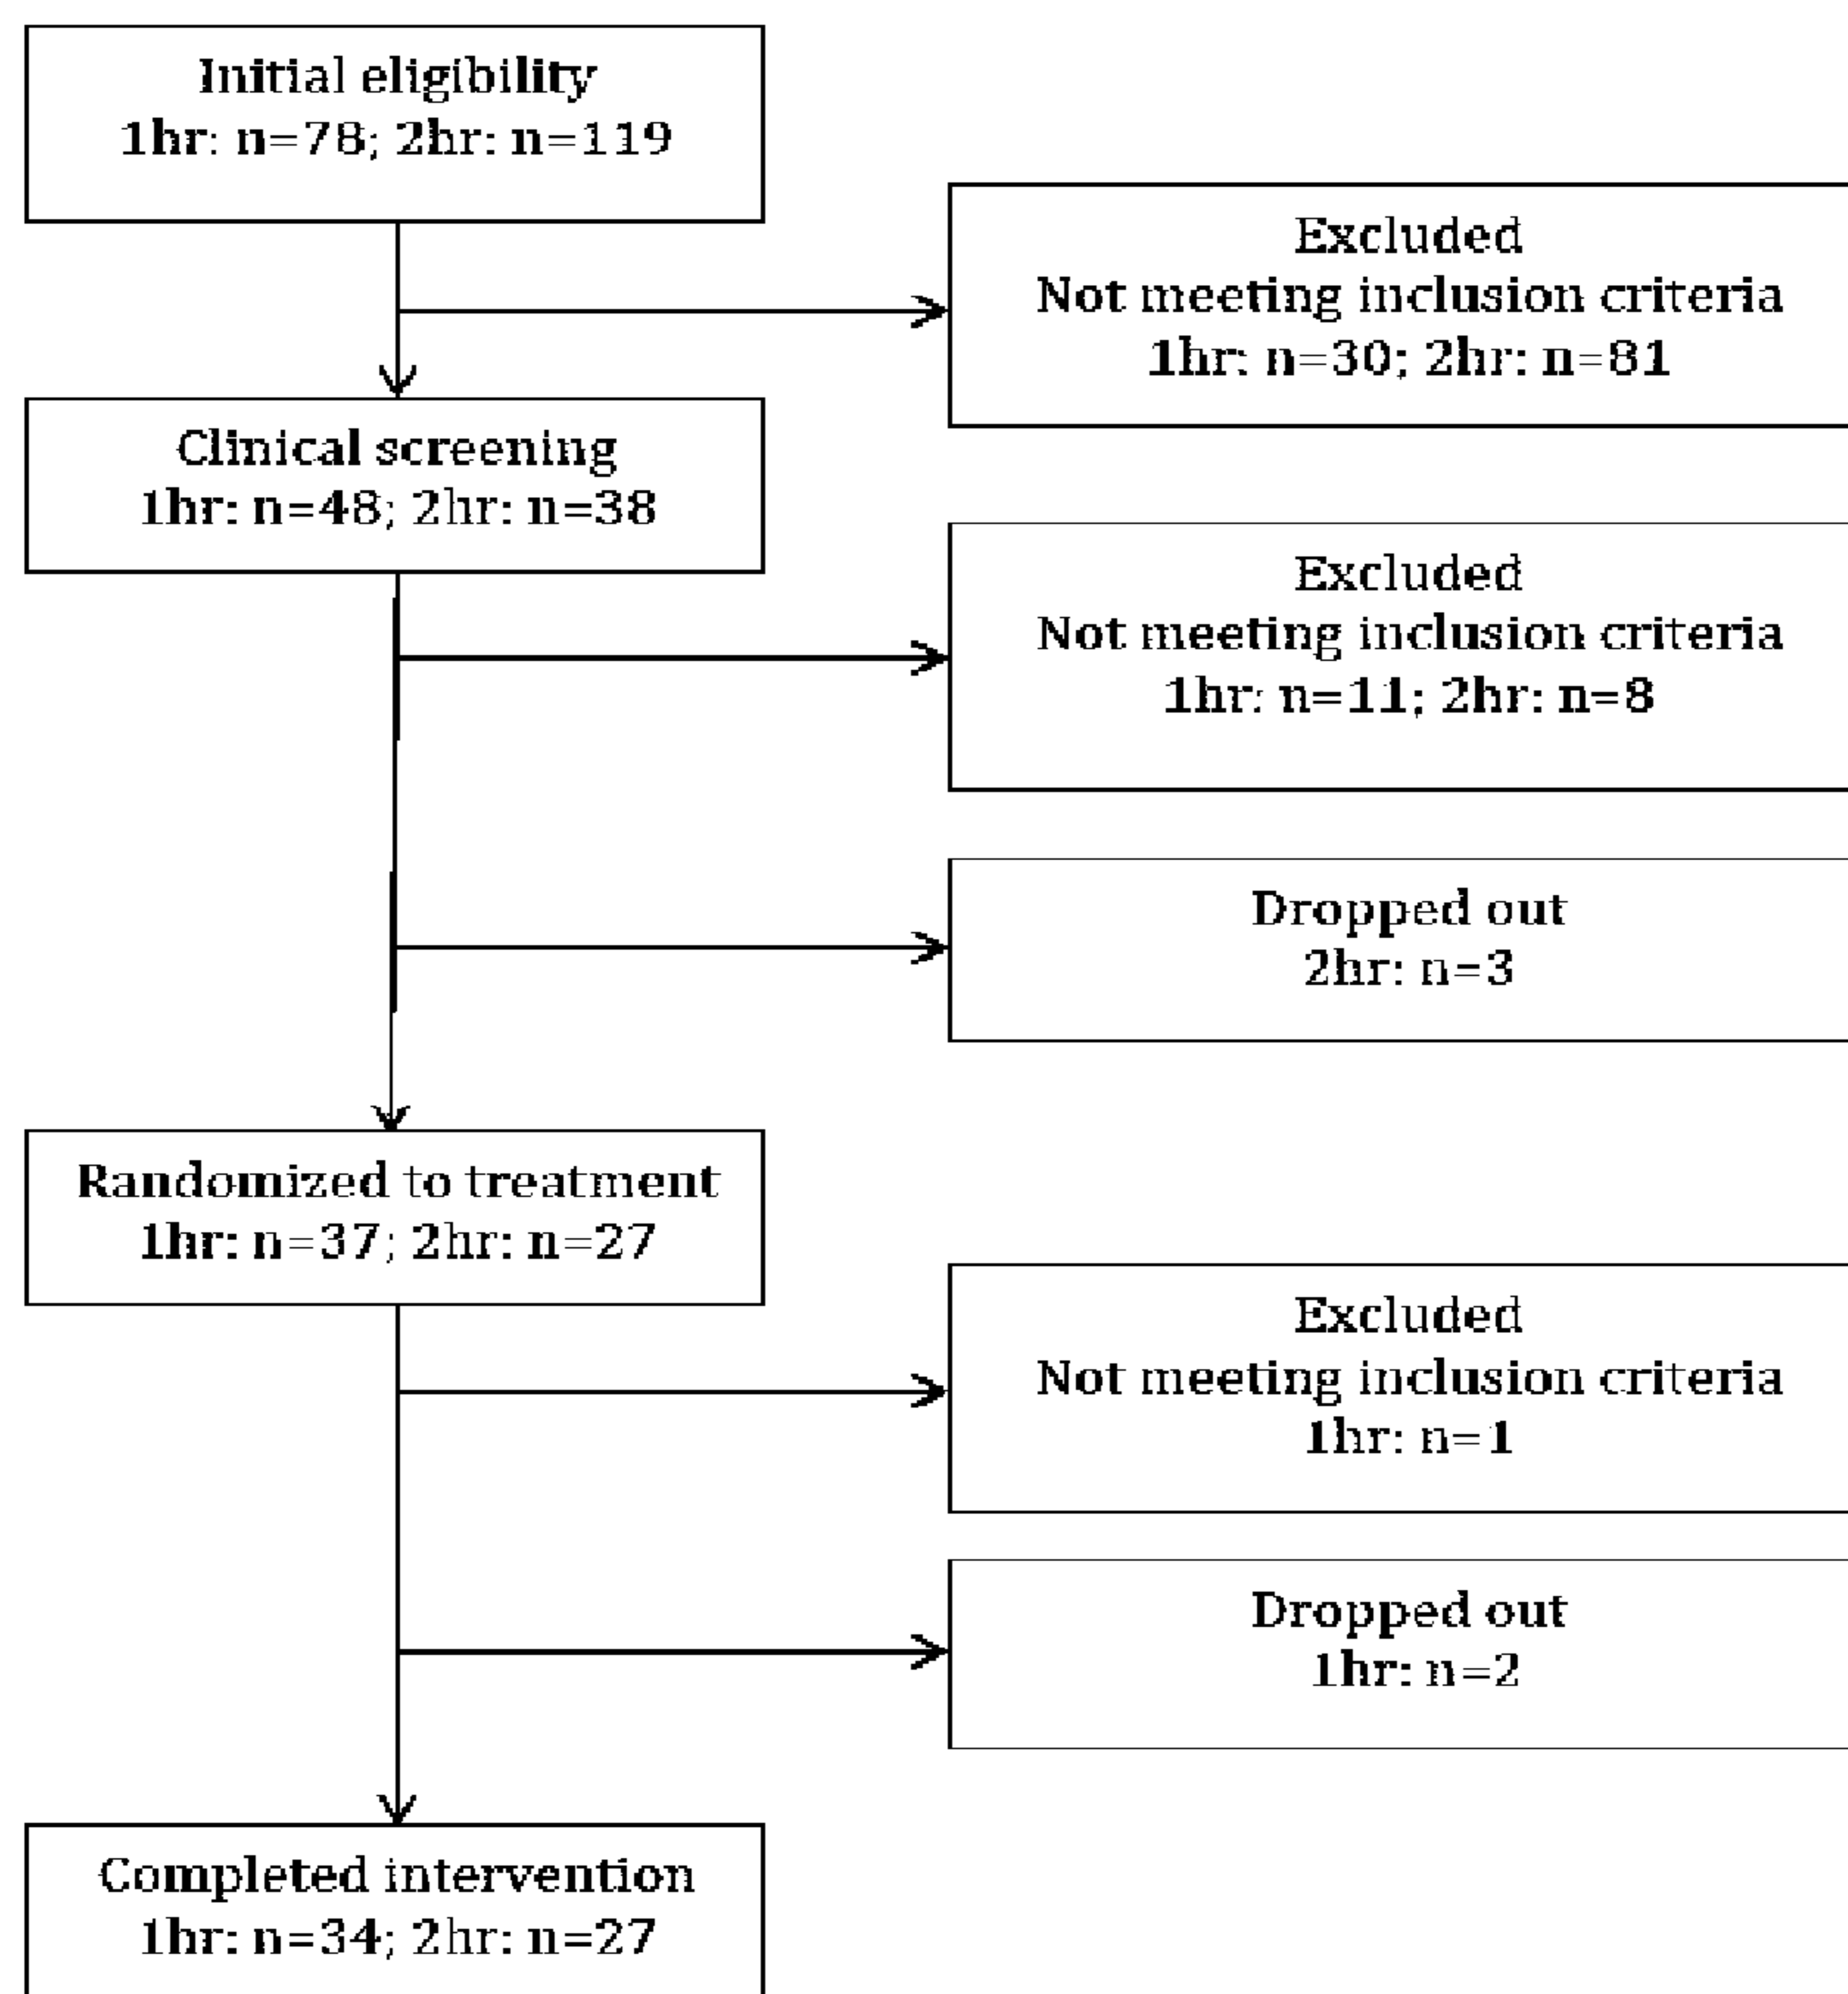 Initial eligibility
1hr: n=78; 2hr: n=119
Excluded
Not meeting inclusion criteria
1hr: n=30; 2hr: n=81
Clinical screening
1hr: n=48; 2hr: n=38
Excluded
Not meeting inclusion criteria
1hr: n=11; 2hr: n=8
Dropped out
2hr: n=3
Randomized to treatment
1hr: n=37; 2hr: n=27
Excluded
Not meeting inclusion criteria
1hr: n=1
Dropped out
1hr: n=2
Completed intervention
1hr: n=34; 2hr: n=27